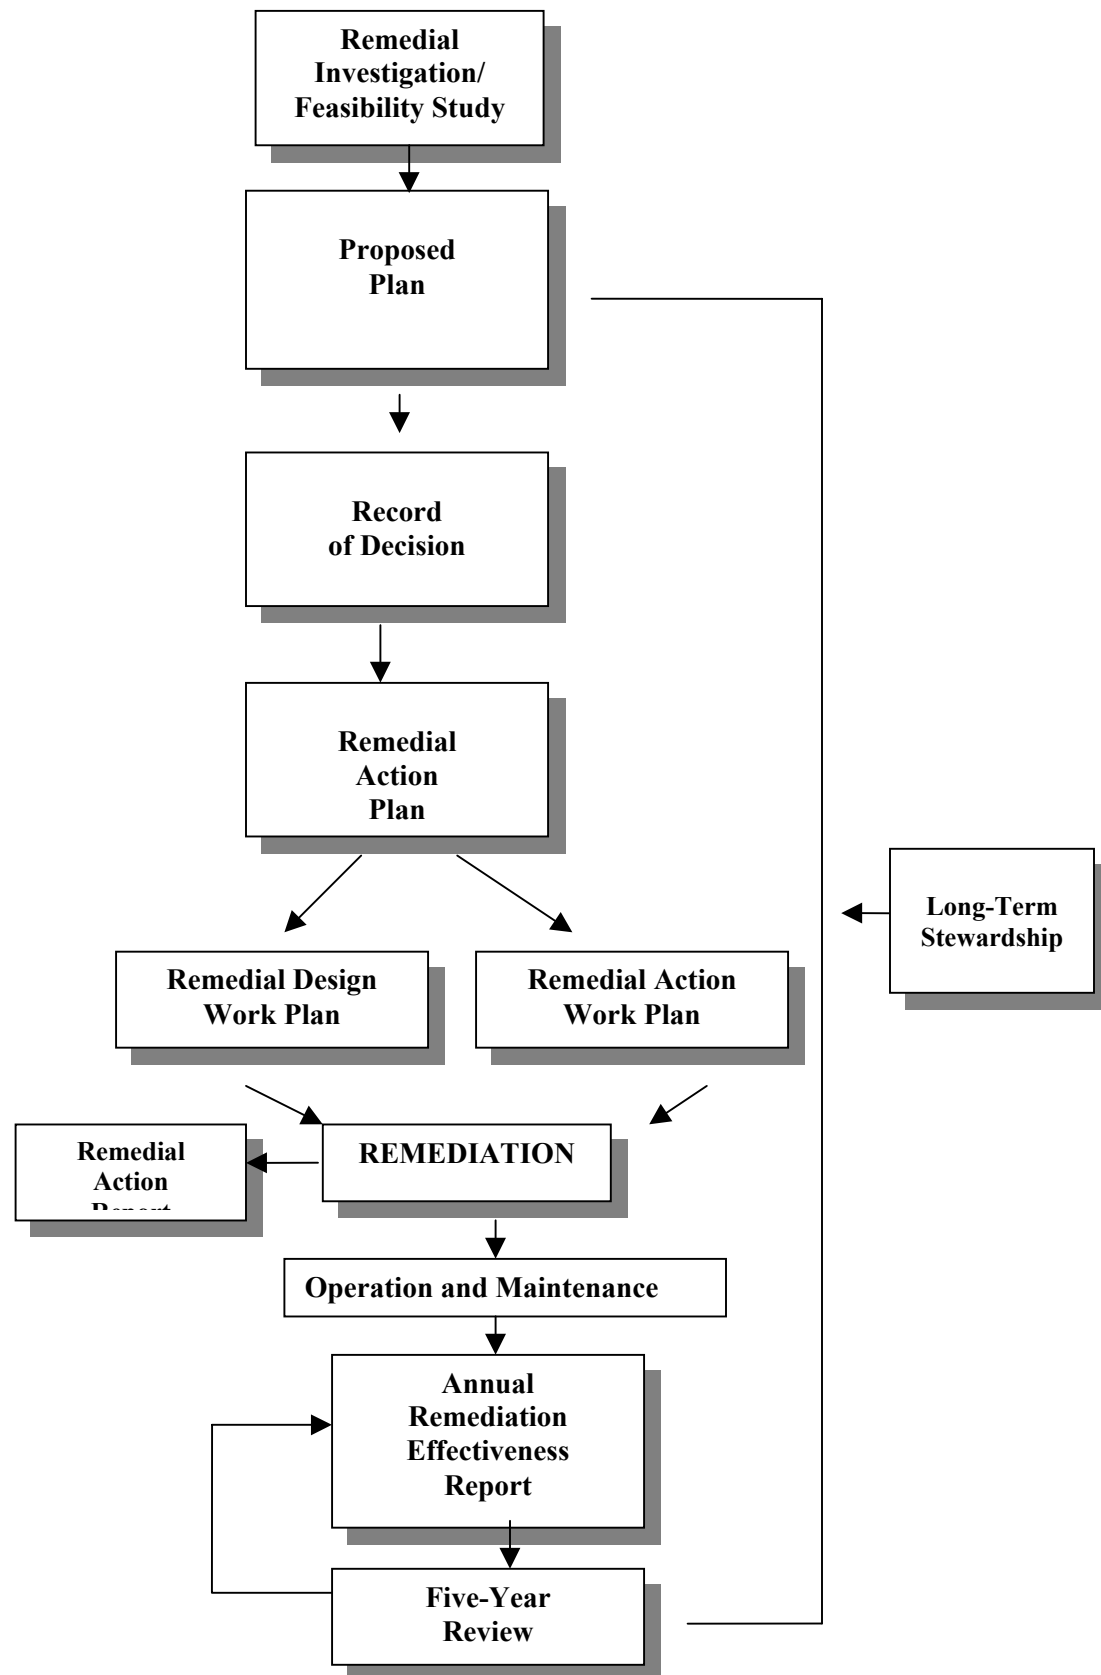 Remedial
Investigation/
Feasibility Study
Proposed
Plan
Record
of Decision
Remedial
Action
Plan
Long-Term
Stewardship
Remedial Design
Work Plan
Remedial Action
Work Plan
Remedial
Action
Report
REMEDIATION
Operation and Maintenance
Annual
Remediation
Effectiveness
Report
Five-Year
Review